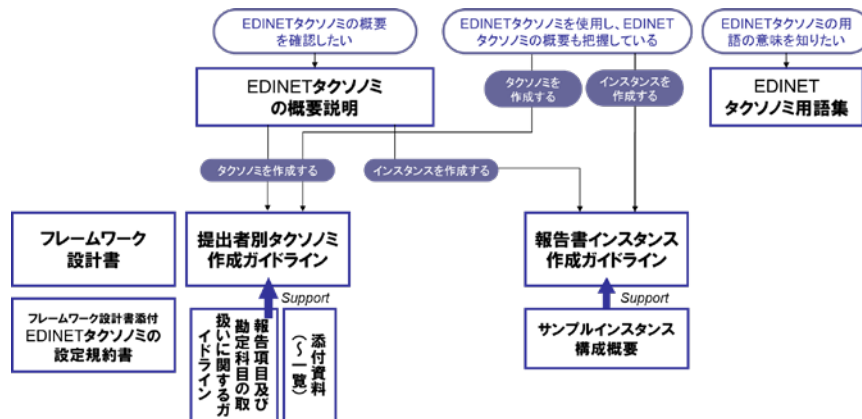 EDINETタクソノミの概要
を確認したい
EDINETタクソノミを使用し、EDINET
タクソノミの概要も把握している
EDINETタクソノミの用
語の意味を知りたい
EDINETタクソノミ
の概要説明
タクソノミを
作成する
インスタンスを
作成する
EDINET
タクソノミ用語集
タクソノミを作成する
インスタンスを作成する
フレームワーク
設計書
提出者別タクソノミ
作成ガイドライン
報告書インスタンス
作成ガイドライン
フレームワーク設計書添付
EDINETタクソノミの
設定規約書
Support
報告項目及び
勘定科目の取
扱いに関するガ
イドライン
添付資料
(～一覧)
Support
サンプルインスタンス
構成概要